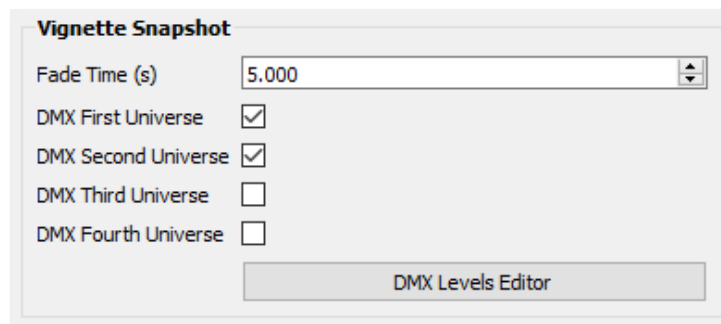 Vignette Snapshot
Fade Time (s) 5.000
DMX First Universe
DMX Second Universe
DMX Third Universe
DMX Fourth Universe
DMX Levels Editor